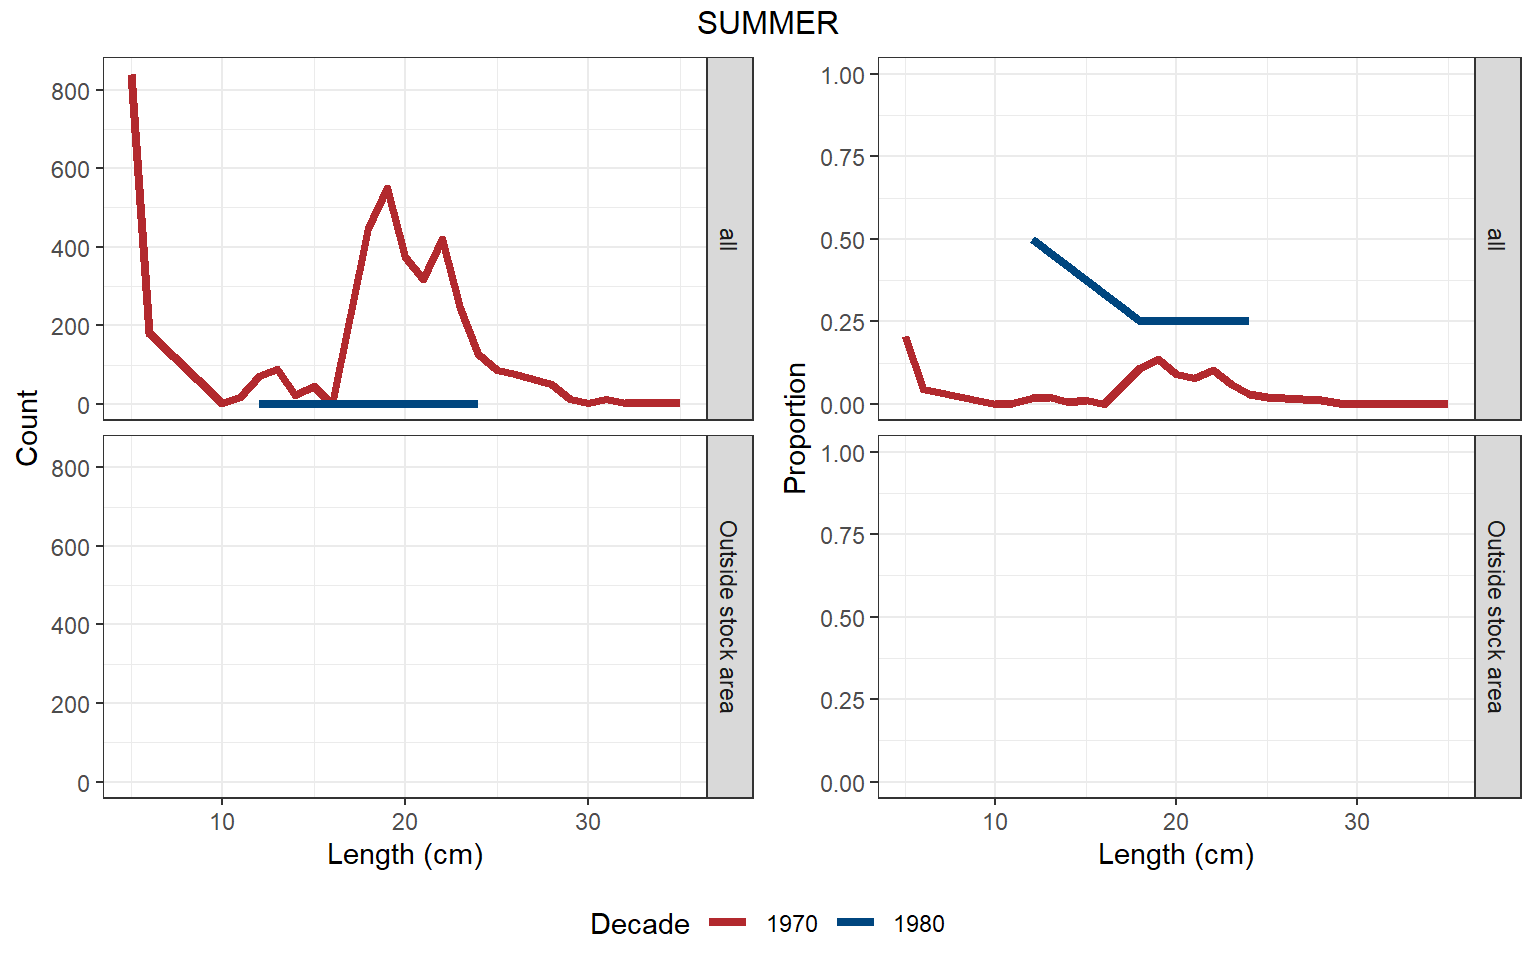 SUMMER
Count
800
600
400
200
0
all
800
600
400
200
0
Outside stock area
10 20 30
Length (cm)
Proportion
1.00
0.75
0.50
0.25
0.00
all
1.00
0.75
0.50
0.25
0.00
Outside stock area
10 20 30
Length (cm)
Decade 1970 1980